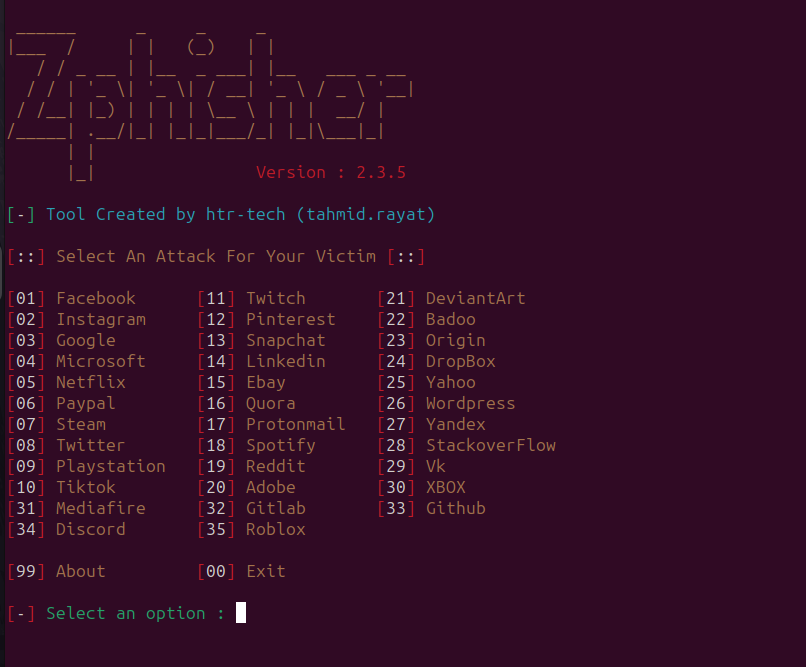 Zphisher
Version : 2.3.5
[-] Tool Created by htr-tech (tahmid.rayat)
[::] Select An Attack For Your Victim [::]
[01] Facebook [11] Twitch [21] DeviantArt
[02] Instagram [12] Pinterest [22] Badoo
[03] Google [13] Snapchat [23] Origin
[04] Microsoft [14] Linkedin [24] DropBox
[05] Netflix [15] Ebay [25] Yahoo
[06] Paypal [16] Quora [26] Wordpress
[07] Steam [17] Protonmail [27] Yandex
[08] Twitter [18] Spotify [28] StackoverFlow
[09] Playstation [19] Reddit [29] Vk
[10] Tiktok [20] Adobe [30] XBOX
[31] Mediafire [32] Gitlab [33] Github
[34] Discord [35] Roblox
[99] About [00] Exit
[-] Select an option :